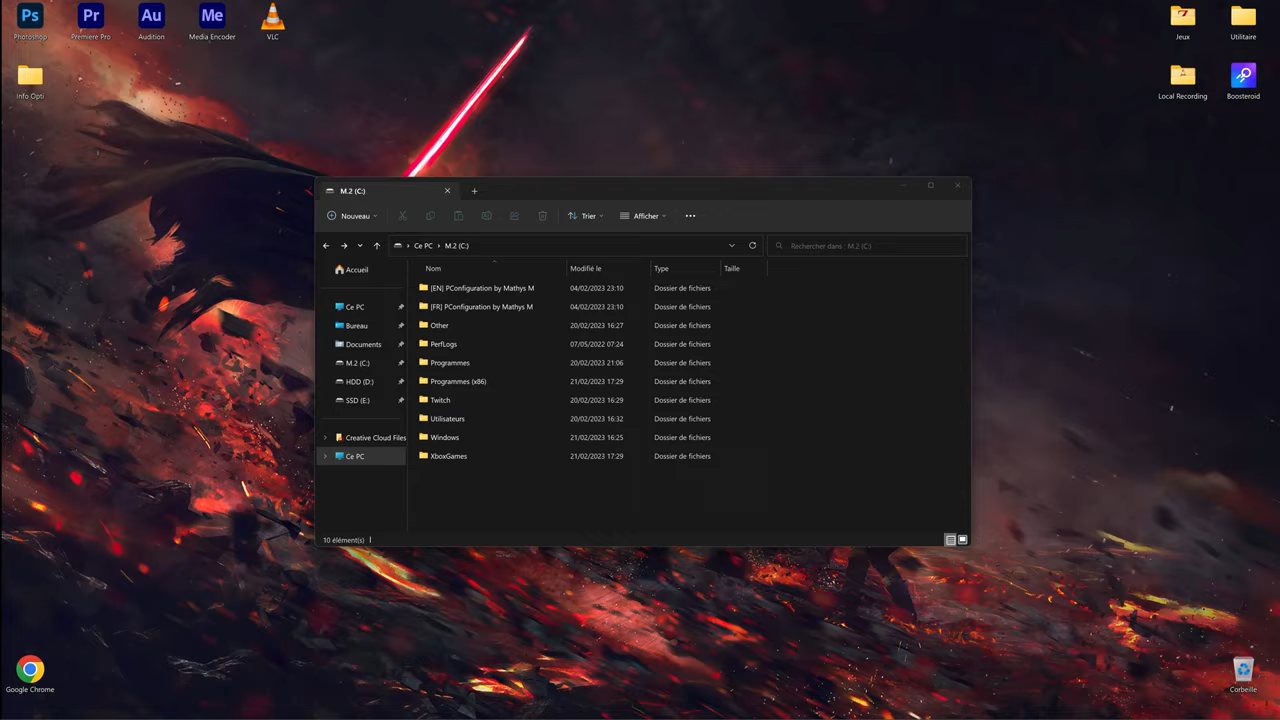 Ps Pr Au Me
Photoshop Premiere Pro Audition Media Encoder VLC Jeux Utilitaire
Info Opti Local Recording Boosteroid
M.2 (C:)
Nouveau Trier Afficher
Ce PC M.2 (C:) Rechercher dans : M.2 (C:)
Accueil
Ce PC
Bureau
Documents
M.2 (C:)
HDD (D:)
SSD (E:)
Creative Cloud Files
Ce PC
Nom Modifié le Type Taille
[EN] PConfiguration by Mathys M 04/02/2023 23:10 Dossier de fichiers
[FR] PConfiguration by Mathys M 04/02/2023 23:10 Dossier de fichiers
Other 20/02/2023 16:27 Dossier de fichiers
PerfLogs 07/05/2022 07:24 Dossier de fichiers
Programmes 20/02/2023 21:06 Dossier de fichiers
Programmes (x86) 21/02/2023 17:29 Dossier de fichiers
Twitch 20/02/2023 16:29 Dossier de fichiers
Utilisateurs 20/02/2023 16:32 Dossier de fichiers
Windows 21/02/2023 16:25 Dossier de fichiers
XboxGames 21/02/2023 17:29 Dossier de fichiers
10 élément(s)
Google Chrome Corbeille